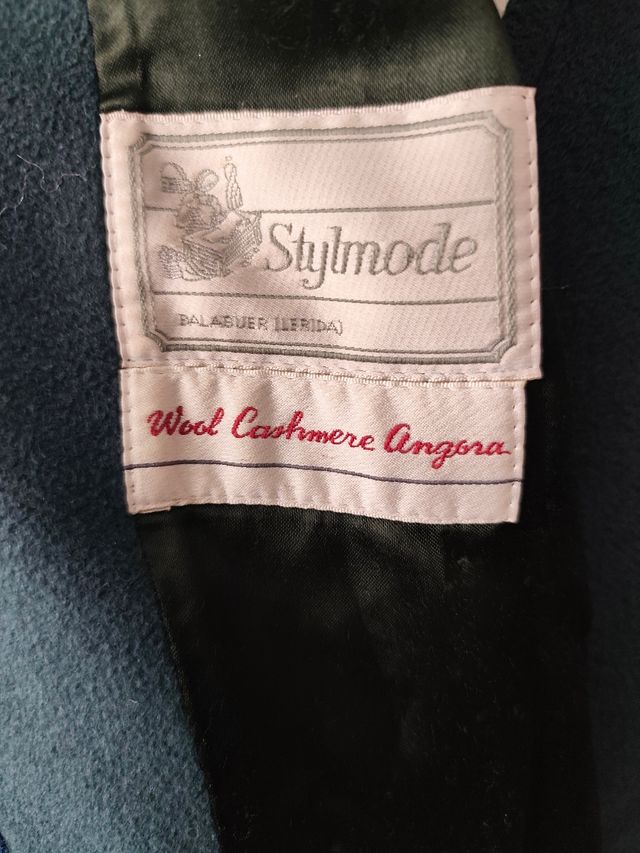 Stylmode
BALAGUER (LERIDA)
Wool Cashmere Angora